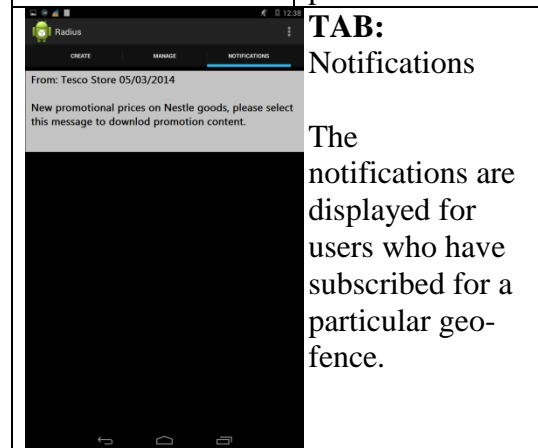 12:38
Radius
CREATE MANAGE NOTIFICATIONS
From: Tesco Store 05/03/2014
New promotional prices on Nestle goods, please select
this message to downlod promotion content.
TAB:
Notifications
The
notifications are
displayed for
users who have
subscribed for a
particular geo-
fence.